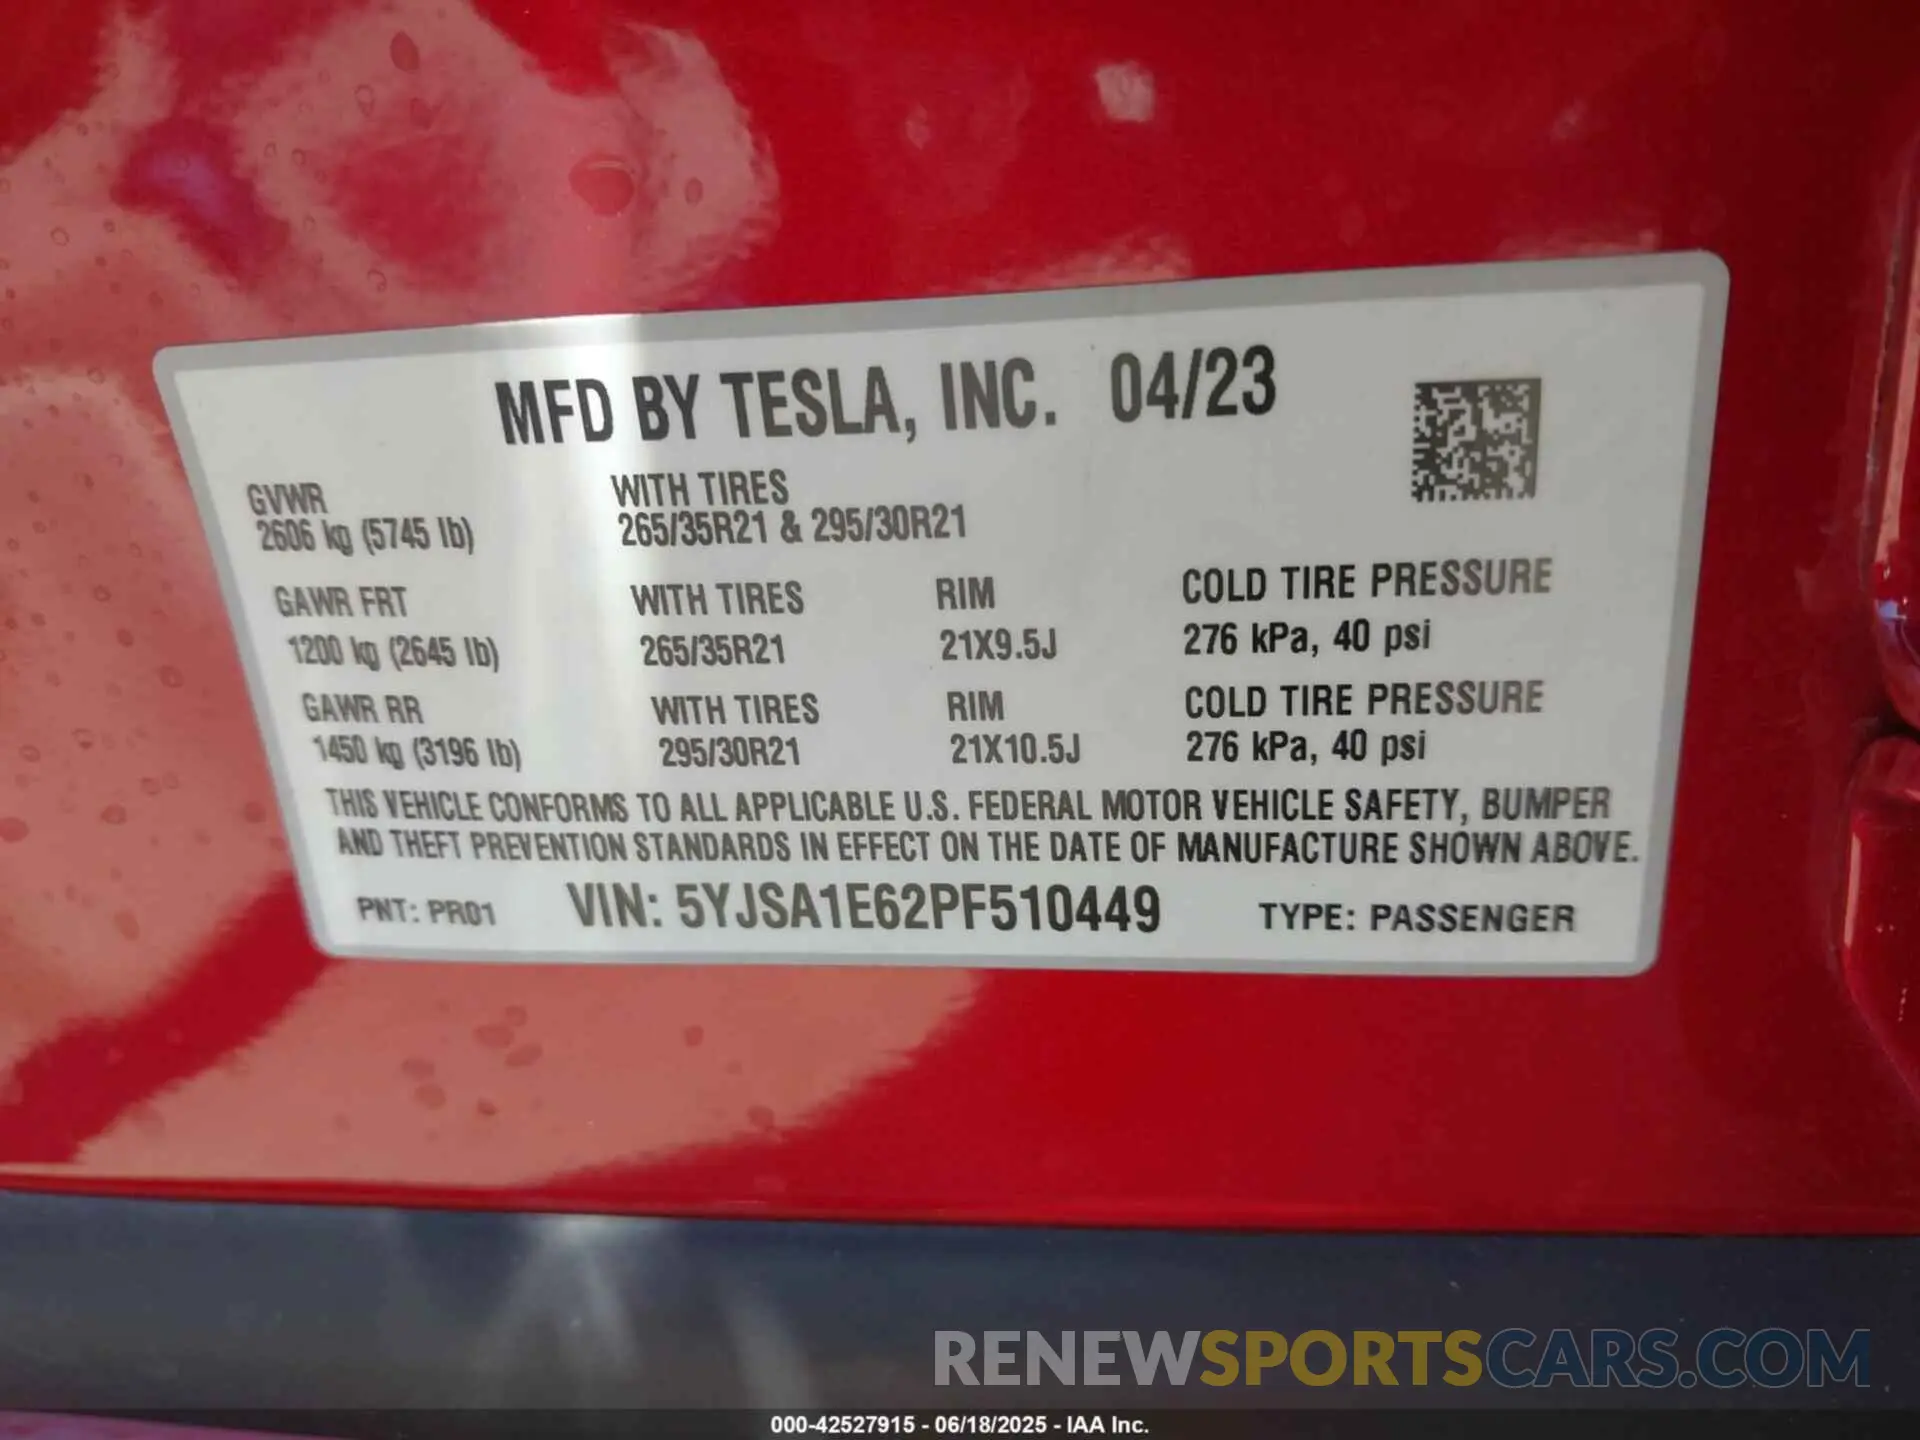 MFD BY TESLA, INC. 04/23
GVWR WITH TIRES
2606 kg (5745 lb) 265/35R21 & 295/30R21
GAWR FRT WITH TIRES RIM COLD TIRE PRESSURE
1200 kg (2645 lb) 265/35R21 21X9.5J 276 kPa, 40 psi
GAWR RR WITH TIRES RIM COLD TIRE PRESSURE
1450 kg (3196 lb) 295/30R21 21X10.5J 276 kPa, 40 psi
THIS VEHICLE CONFORMS TO ALL APPLICABLE U.S. FEDERAL MOTOR VEHICLE SAFETY, BUMPER
AND THEFT PREVENTION STANDARDS IN EFFECT ON THE DATE OF MANUFACTURE SHOWN ABOVE.
PNT: PR01 VIN: 5YJSA1E62PF510449 TYPE: PASSENGER
RENEWSPORTSCARS.COM
000-42527915 - 06/18/2025 - IAA Inc.